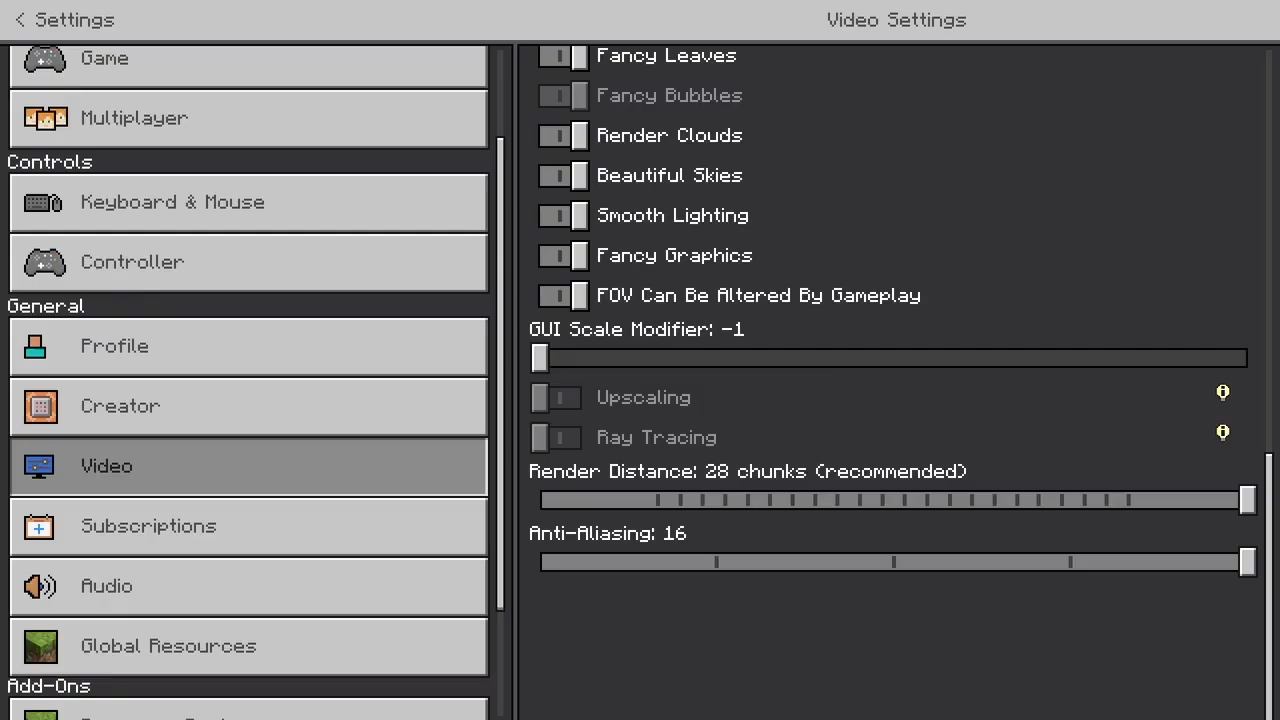 Settings
Video Settings
Game
Multiplayer
Controls
Keyboard & Mouse
Controller
General
Profile
Creator
Video
Subscriptions
Audio
Global Resources
Add-Ons
Fancy Leaves
Fancy Bubbles
Render Clouds
Beautiful Skies
Smooth Lighting
Fancy Graphics
FOV Can Be Altered By Gameplay
GUI Scale Modifier: -1
Upscaling
Ray Tracing
Render Distance: 28 chunks (recommended)
Anti-Aliasing: 16